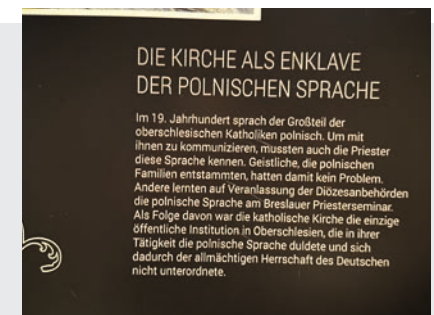 DIE KIRCHE ALS ENKLAVE
DER POLNISCHEN SPRACHE
Im 19. Jahrhundert sprach der Großteil der
oberschlesischen Katholiken polnisch. Um mit
ihnen zu kommunizieren, mussten auch die Priester
diese Sprache kennen. Geistliche, die polnischen
Familien entstammten, hatten damit kein Problem.
Andere lernten auf Veranlassung der Diözesanbehörden
die polnische Sprache am Breslauer Priesterseminar.
Als Folge davon war die katholische Kirche die einzige
öffentliche Institution in Oberschlesien, die in ihrer
Tätigkeit die polnische Sprache duldete und sich
dadurch der allmächtigen Herrschaft des Deutschen
nicht unterordnete.